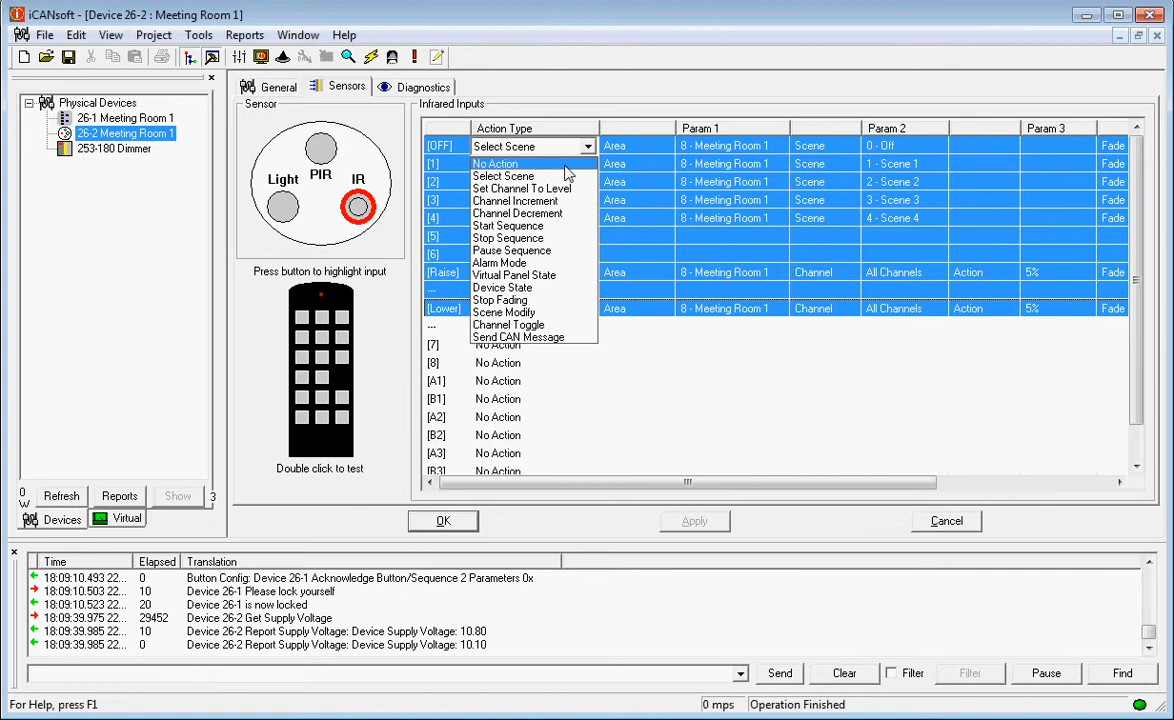 iCANsoft - [Device 26-2 : Meeting Room 1]
File Edit View Project Tools Reports Window Help
Physical Devices
26-1 Meeting Room 1
26-2 Meeting Room 1
253-180 Dimmer
0
W
Refresh Reports Show 3
Devices Virtual
General Sensors Diagnostics
Sensor
Light PIR IR
Press button to highlight input
Double click to test
Infrared Inputs
Action Type Param 1 Param 2 Param 3
[OFF] Select Scene Area 8 - Meeting Room 1 Scene 0 - Off
[1] Area 8 - Meeting Room 1 Scene 1 - Scene 1
[2] Area 8 - Meeting Room 1 Scene 2 - Scene 2
[3] Area 8 - Meeting Room 1 Scene 3 - Scene 3
[4] Area 8 - Meeting Room 1 Scene 4 - Scene 4
[5]
[6]
[Raise] Area 8 - Meeting Room 1 Channel All Channels Action 5% Fade
...
[Lower] Area 8 - Meeting Room 1 Channel All Channels Action 5% Fade
...
[7] No Action
[8] No Action
[A1] No Action
[B1] No Action
[A2] No Action
[B2] No Action
[A3] No Action
[B3] No Action
No Action
Select Scene
Set Channel To Level
Channel Increment
Channel Decrement
Start Sequence
Stop Sequence
Pause Sequence
Alarm Mode
Virtual Panel State
Device State
Stop Fading
Scene Modify
Channel Toggle
Send CAN Message
OK Apply Cancel
Time Elapsed Translation
18:09:10.493 22... 0 Button Config: Device 26-1 Acknowledge Button/Sequence 2 Parameters 0x
18:09:10.503 22... 10 Device 26-1 Please lock yourself
18:09:10.523 22... 20 Device 26-1 is now locked
18:09:39.975 22... 29452 Device 26-2 Get Supply Voltage
18:09:39.985 22... 10 Device 26-2 Report Supply Voltage: Device Supply Voltage: 10.80
18:09:39.985 22... 0 Device 26-2 Report Supply Voltage: Device Supply Voltage: 10.10
Send Clear Filter Filter Pause Find
For Help, press F1 0 mps Operation Finished